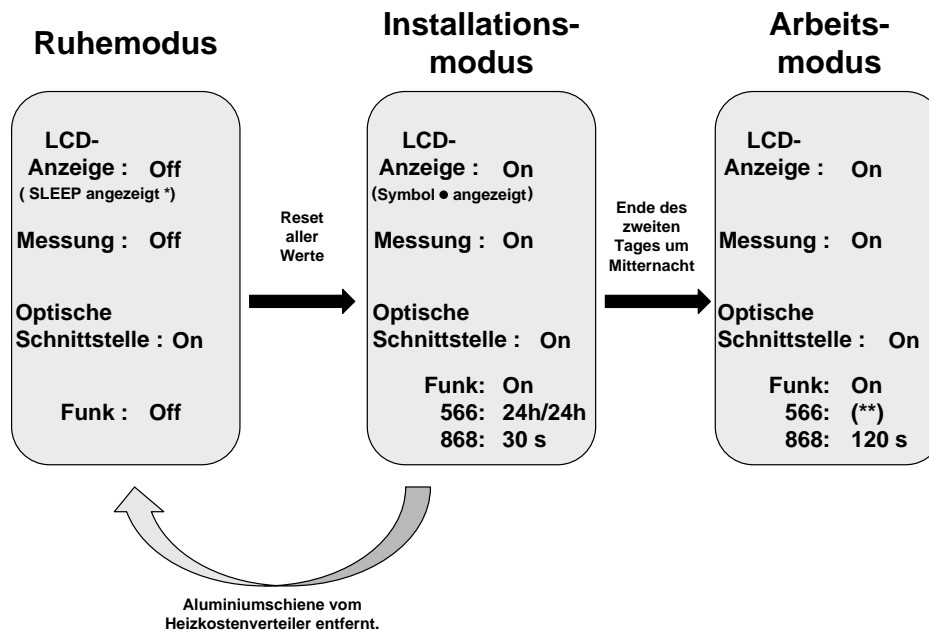 Ruhemodus
LCD-
Anzeige : Off
( SLEEP angezeigt *)
Messung : Off
Optische
Schnittstelle : On
Funk : Off
Reset
aller
Werte
Installations-
modus
LCD-
Anzeige : On
(Symbol ● angezeigt)
Messung : On
Optische
Schnittstelle : On
Funk: On
566: 24h/24h
868: 30 s
Ende des
zweiten
Tages um
Mitternacht
Arbeits-
modus
LCD-
Anzeige : On
Messung : On
Optische
Schnittstelle : On
Funk: On
566: (**)
868: 120 s
Aluminiumschiene vom
Heizkostenverteiler entfernt.